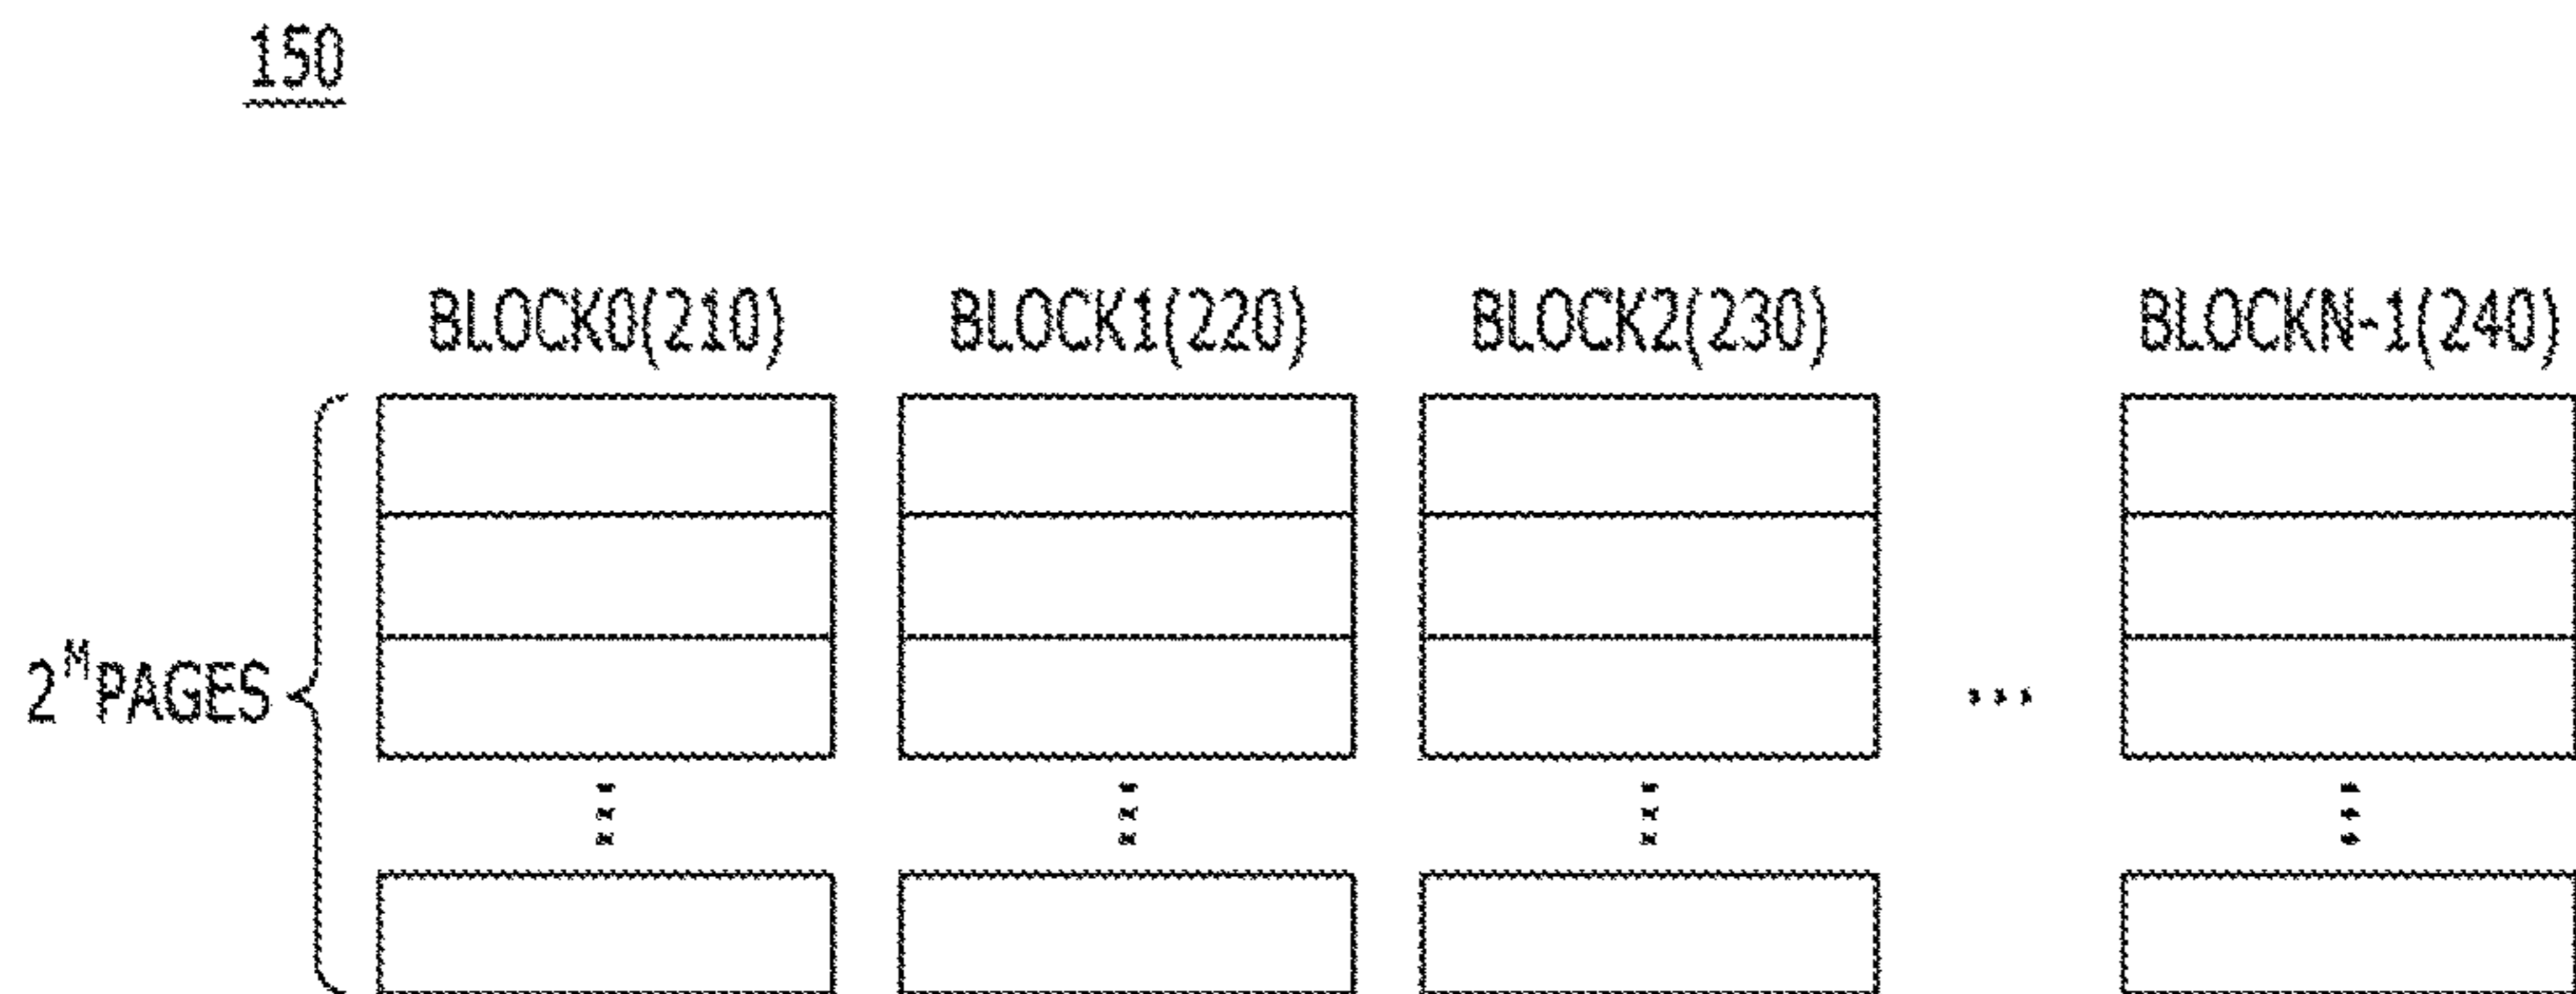 150
BLOCK0(210) BLOCK1(220) BLOCK2(230) BLOCKN-1(240)
2^M PAGES
...